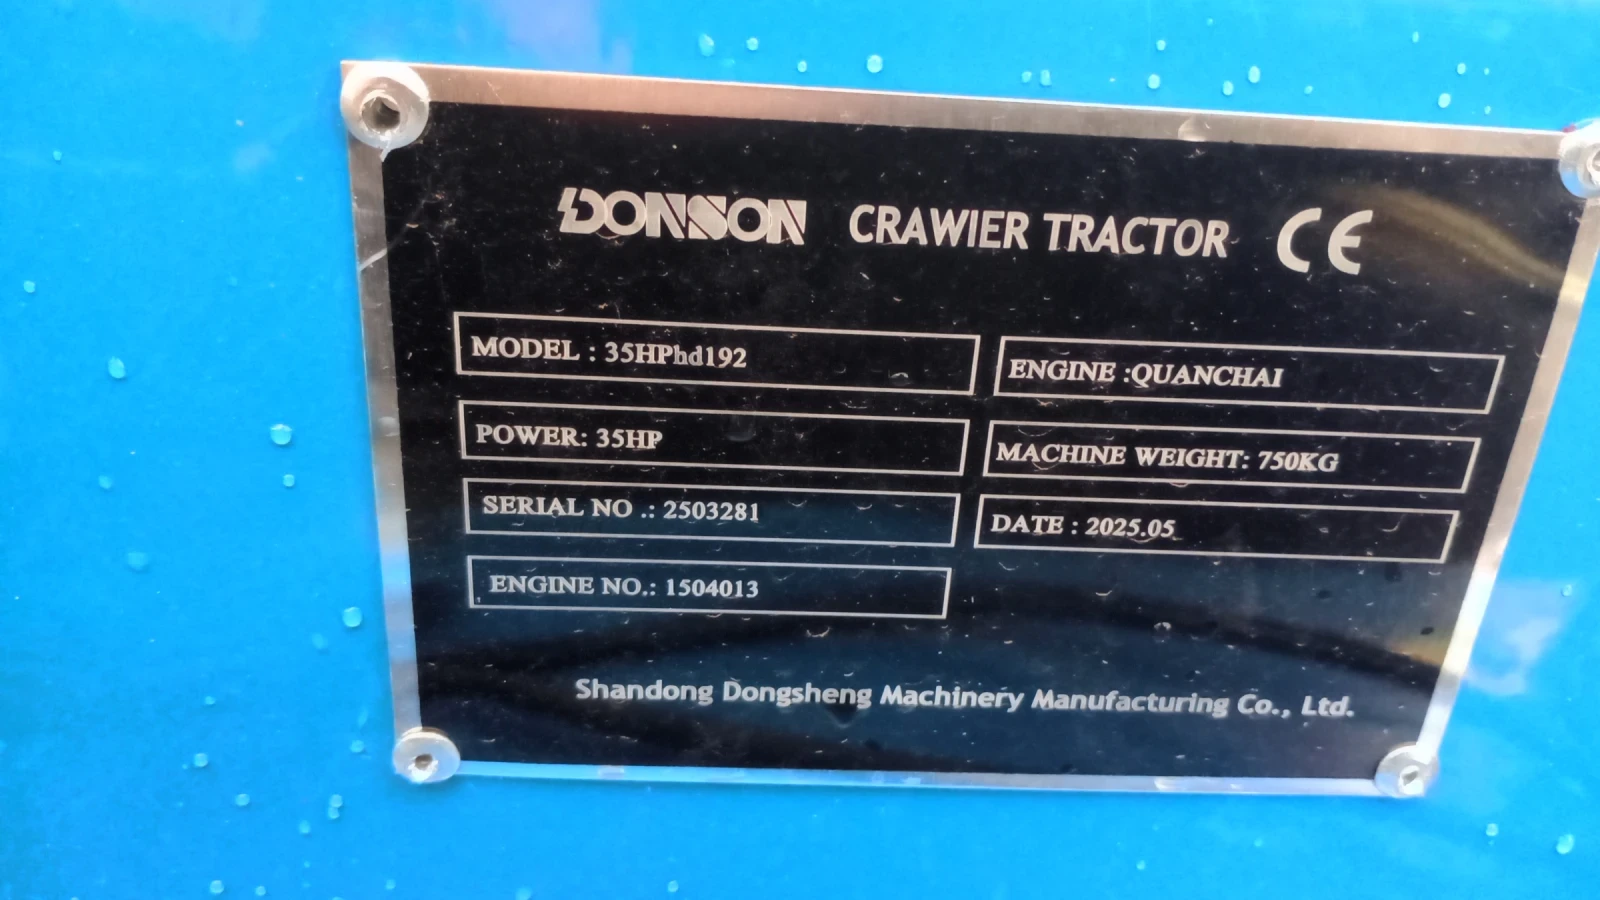 DONSON CRAWIER TRACTOR CE
MODEL : 35HPhd192
ENGINE :QUANCHAI
POWER: 35HP
MACHINE WEIGHT: 750KG
SERIAL NO .: 2503281
DATE : 2025.05
ENGINE NO.: 1504013
Shandong Dongsheng Machinery Manufacturing Co., Ltd.